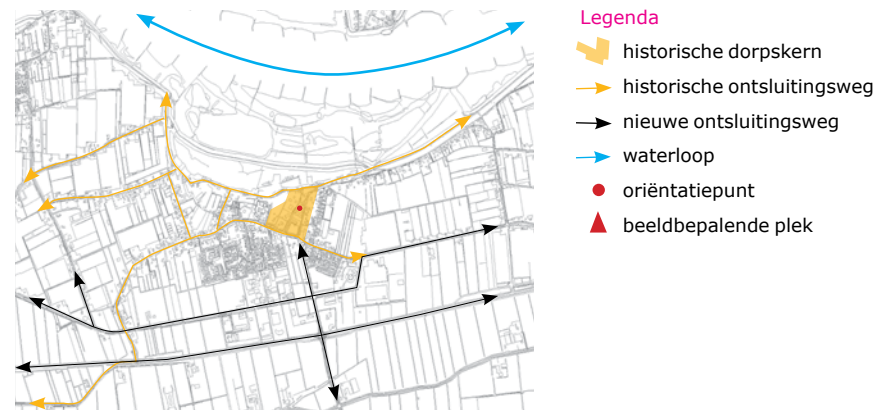 Legenda
historische dorpskern
historische ontsluitingsweg
nieuwe ontsluitingsweg
waterloop
oriëntatiepunt
beeldbepalende plek